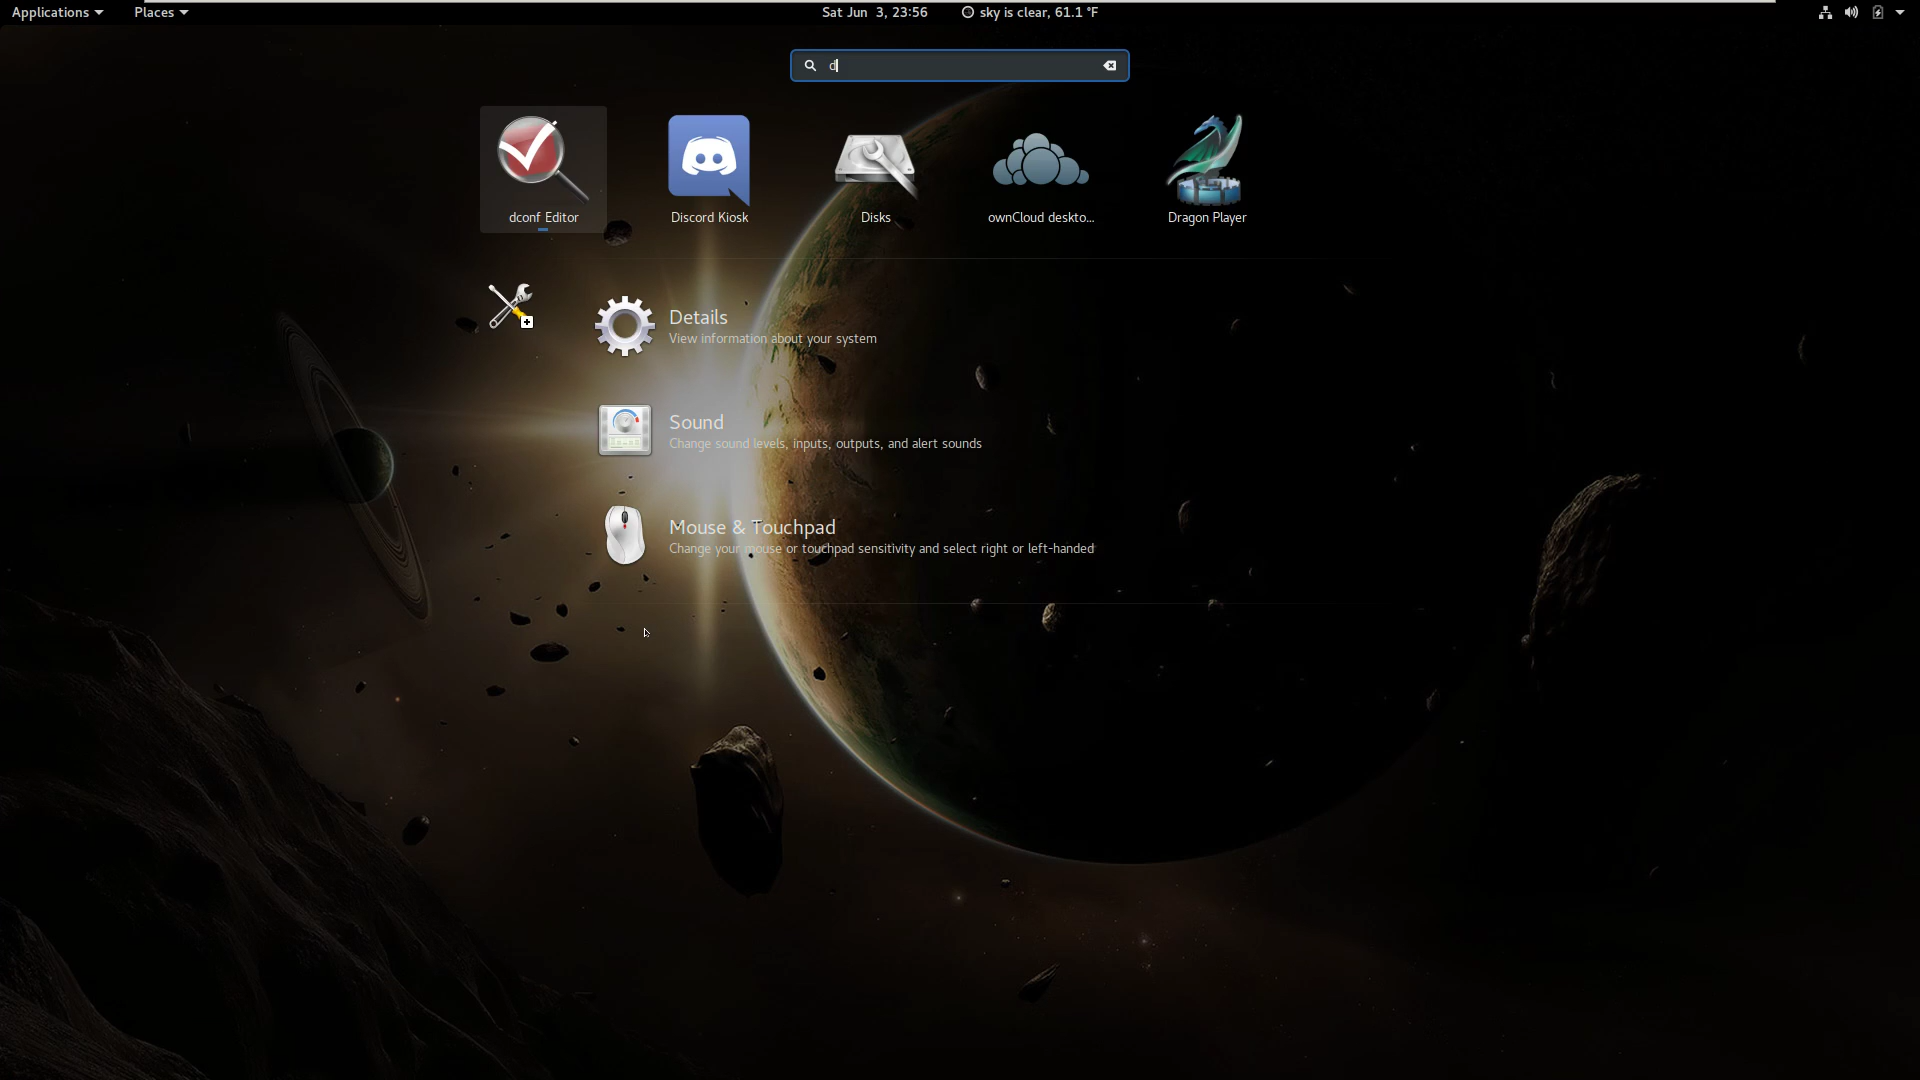 Applications Places Sat Jun 3, 23:56 sky is clear, 61.1 °F
d
dconf Editor Discord Kiosk Disks ownCloud deskto... Dragon Player
Details
View information about your system
Sound
Change sound levels, inputs, outputs, and alert sounds
Mouse & Touchpad
Change your mouse or touchpad sensitivity and select right or left-handed